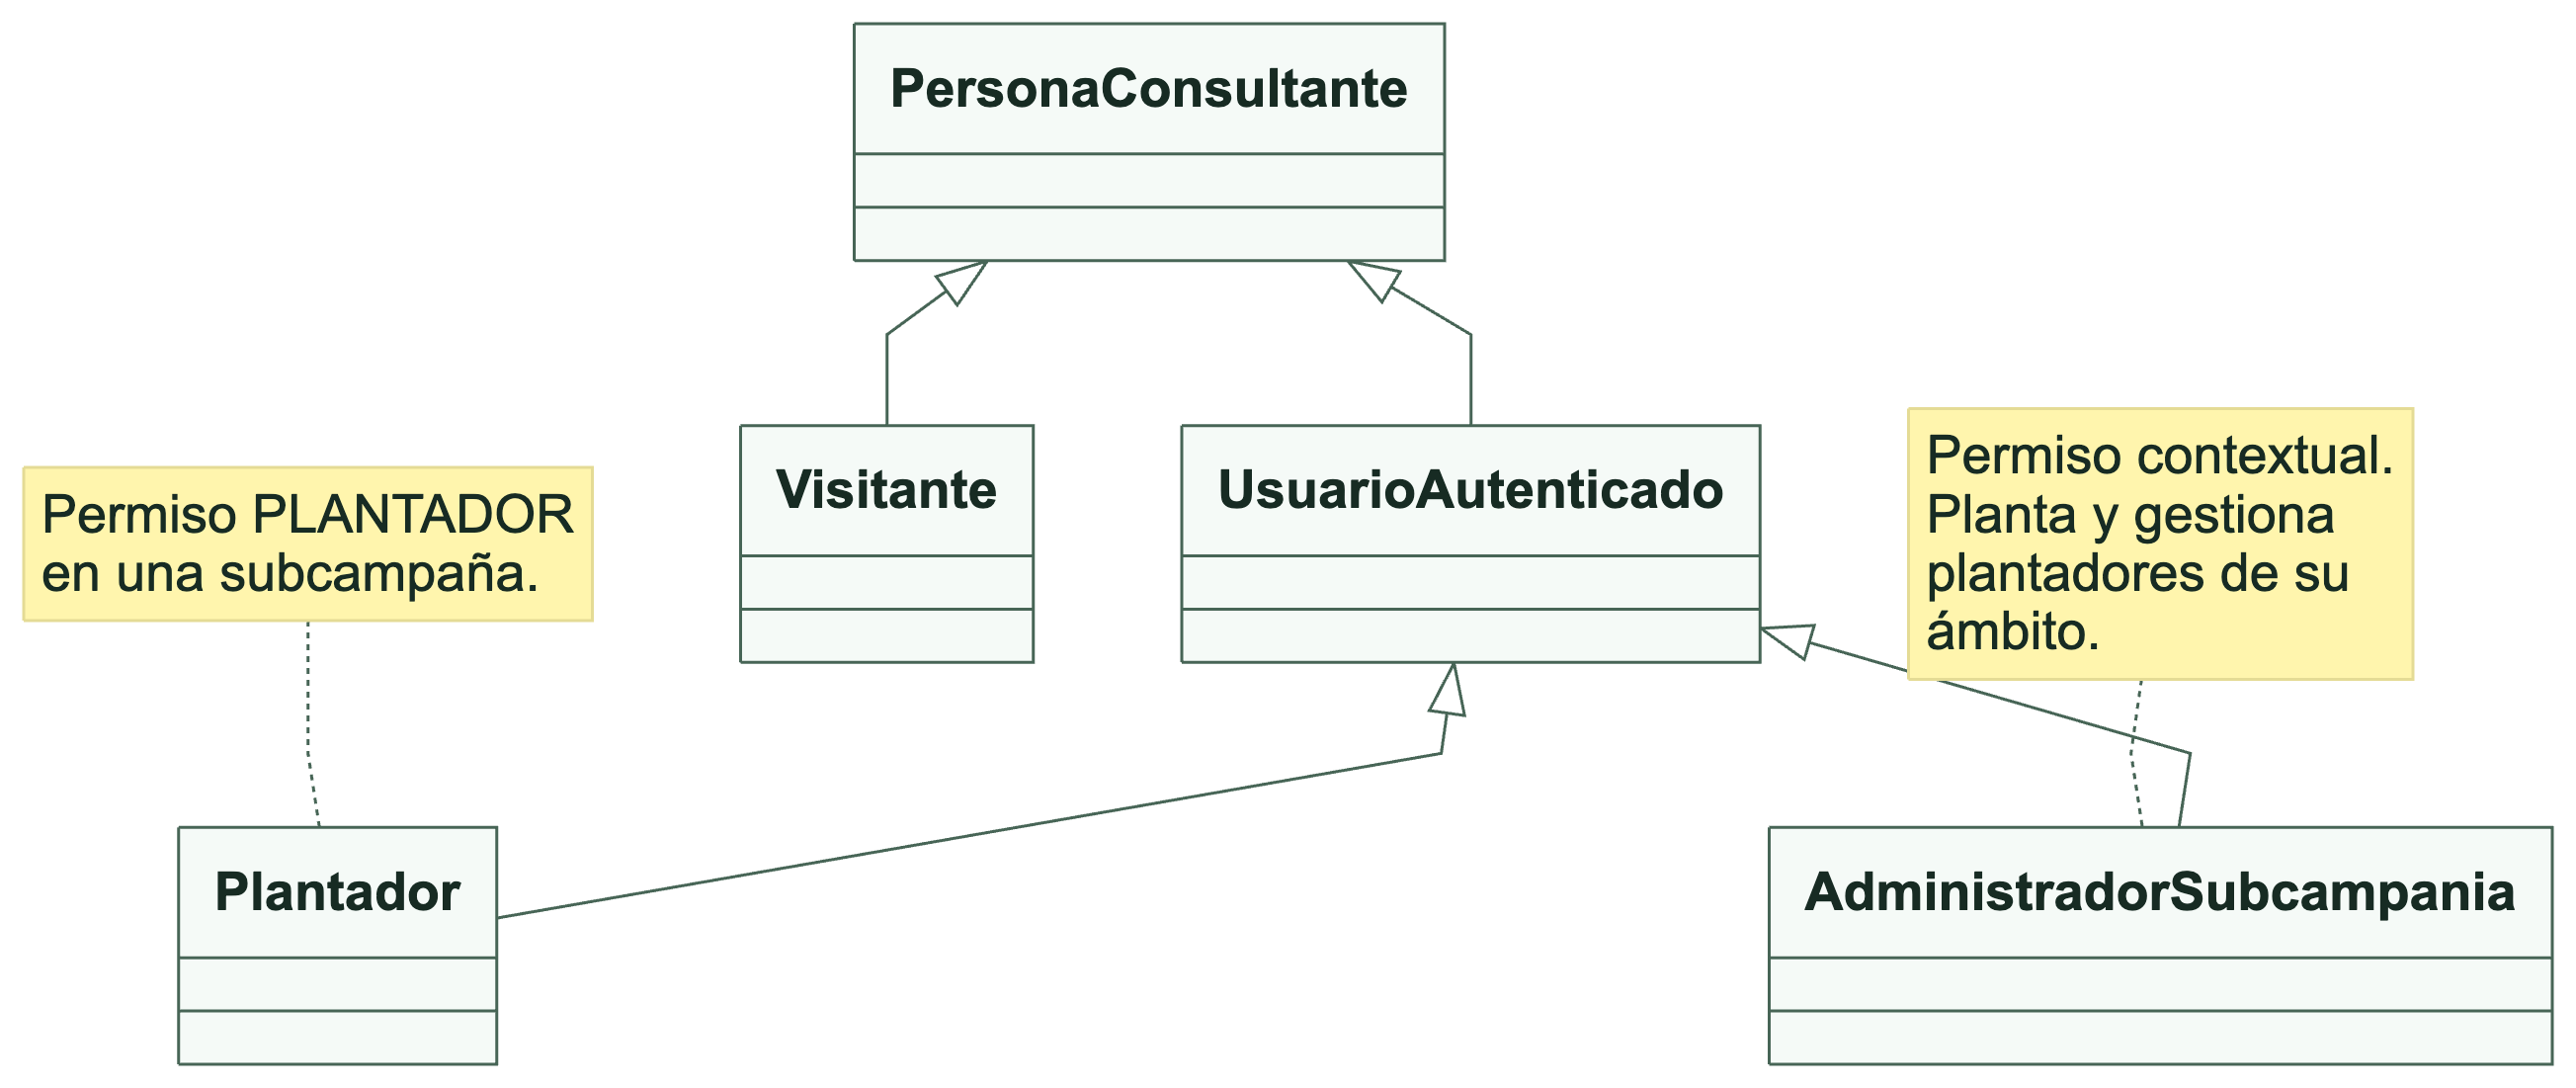 PersonaConsultante
Visitante
UsuarioAutenticado
Permiso contextual.
Planta y gestiona
plantadores de su
ámbito.
Permiso PLANTADOR
en una subcampaña.
Plantador
AdministradorSubcampania